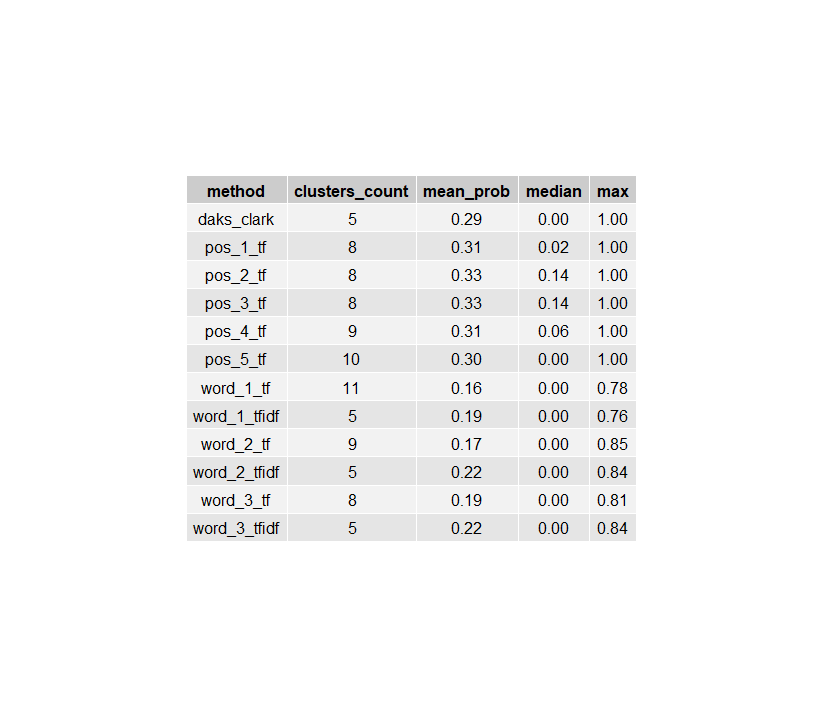 method clusters_count mean_prob median max
daks_clark 5 0.29 0.00 1.00
pos_1_tf 8 0.31 0.02 1.00
pos_2_tf 8 0.33 0.14 1.00
pos_3_tf 8 0.33 0.14 1.00
pos_4_tf 9 0.31 0.06 1.00
pos_5_tf 10 0.30 0.00 1.00
word_1_tf 11 0.16 0.00 0.78
word_1_tfidf 5 0.19 0.00 0.76
word_2_tf 9 0.17 0.00 0.85
word_2_tfidf 5 0.22 0.00 0.84
word_3_tf 8 0.19 0.00 0.81
word_3_tfidf 5 0.22 0.00 0.84